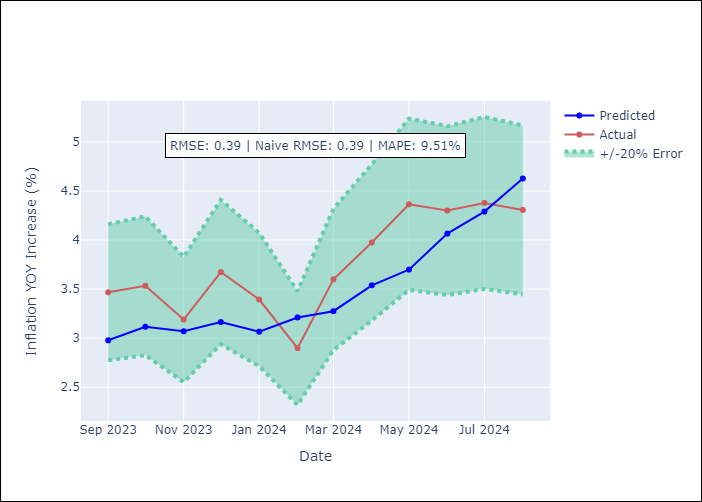 Predicted
Actual
+/-20% Error
RMSE: 0.39 | Naive RMSE: 0.39 | MAPE: 9.51%
Inflation YOY Increase (%)
5
4.5
4
3.5
3
2.5
Sep 2023
Nov 2023
Jan 2024
Mar 2024
May 2024
Jul 2024
Date